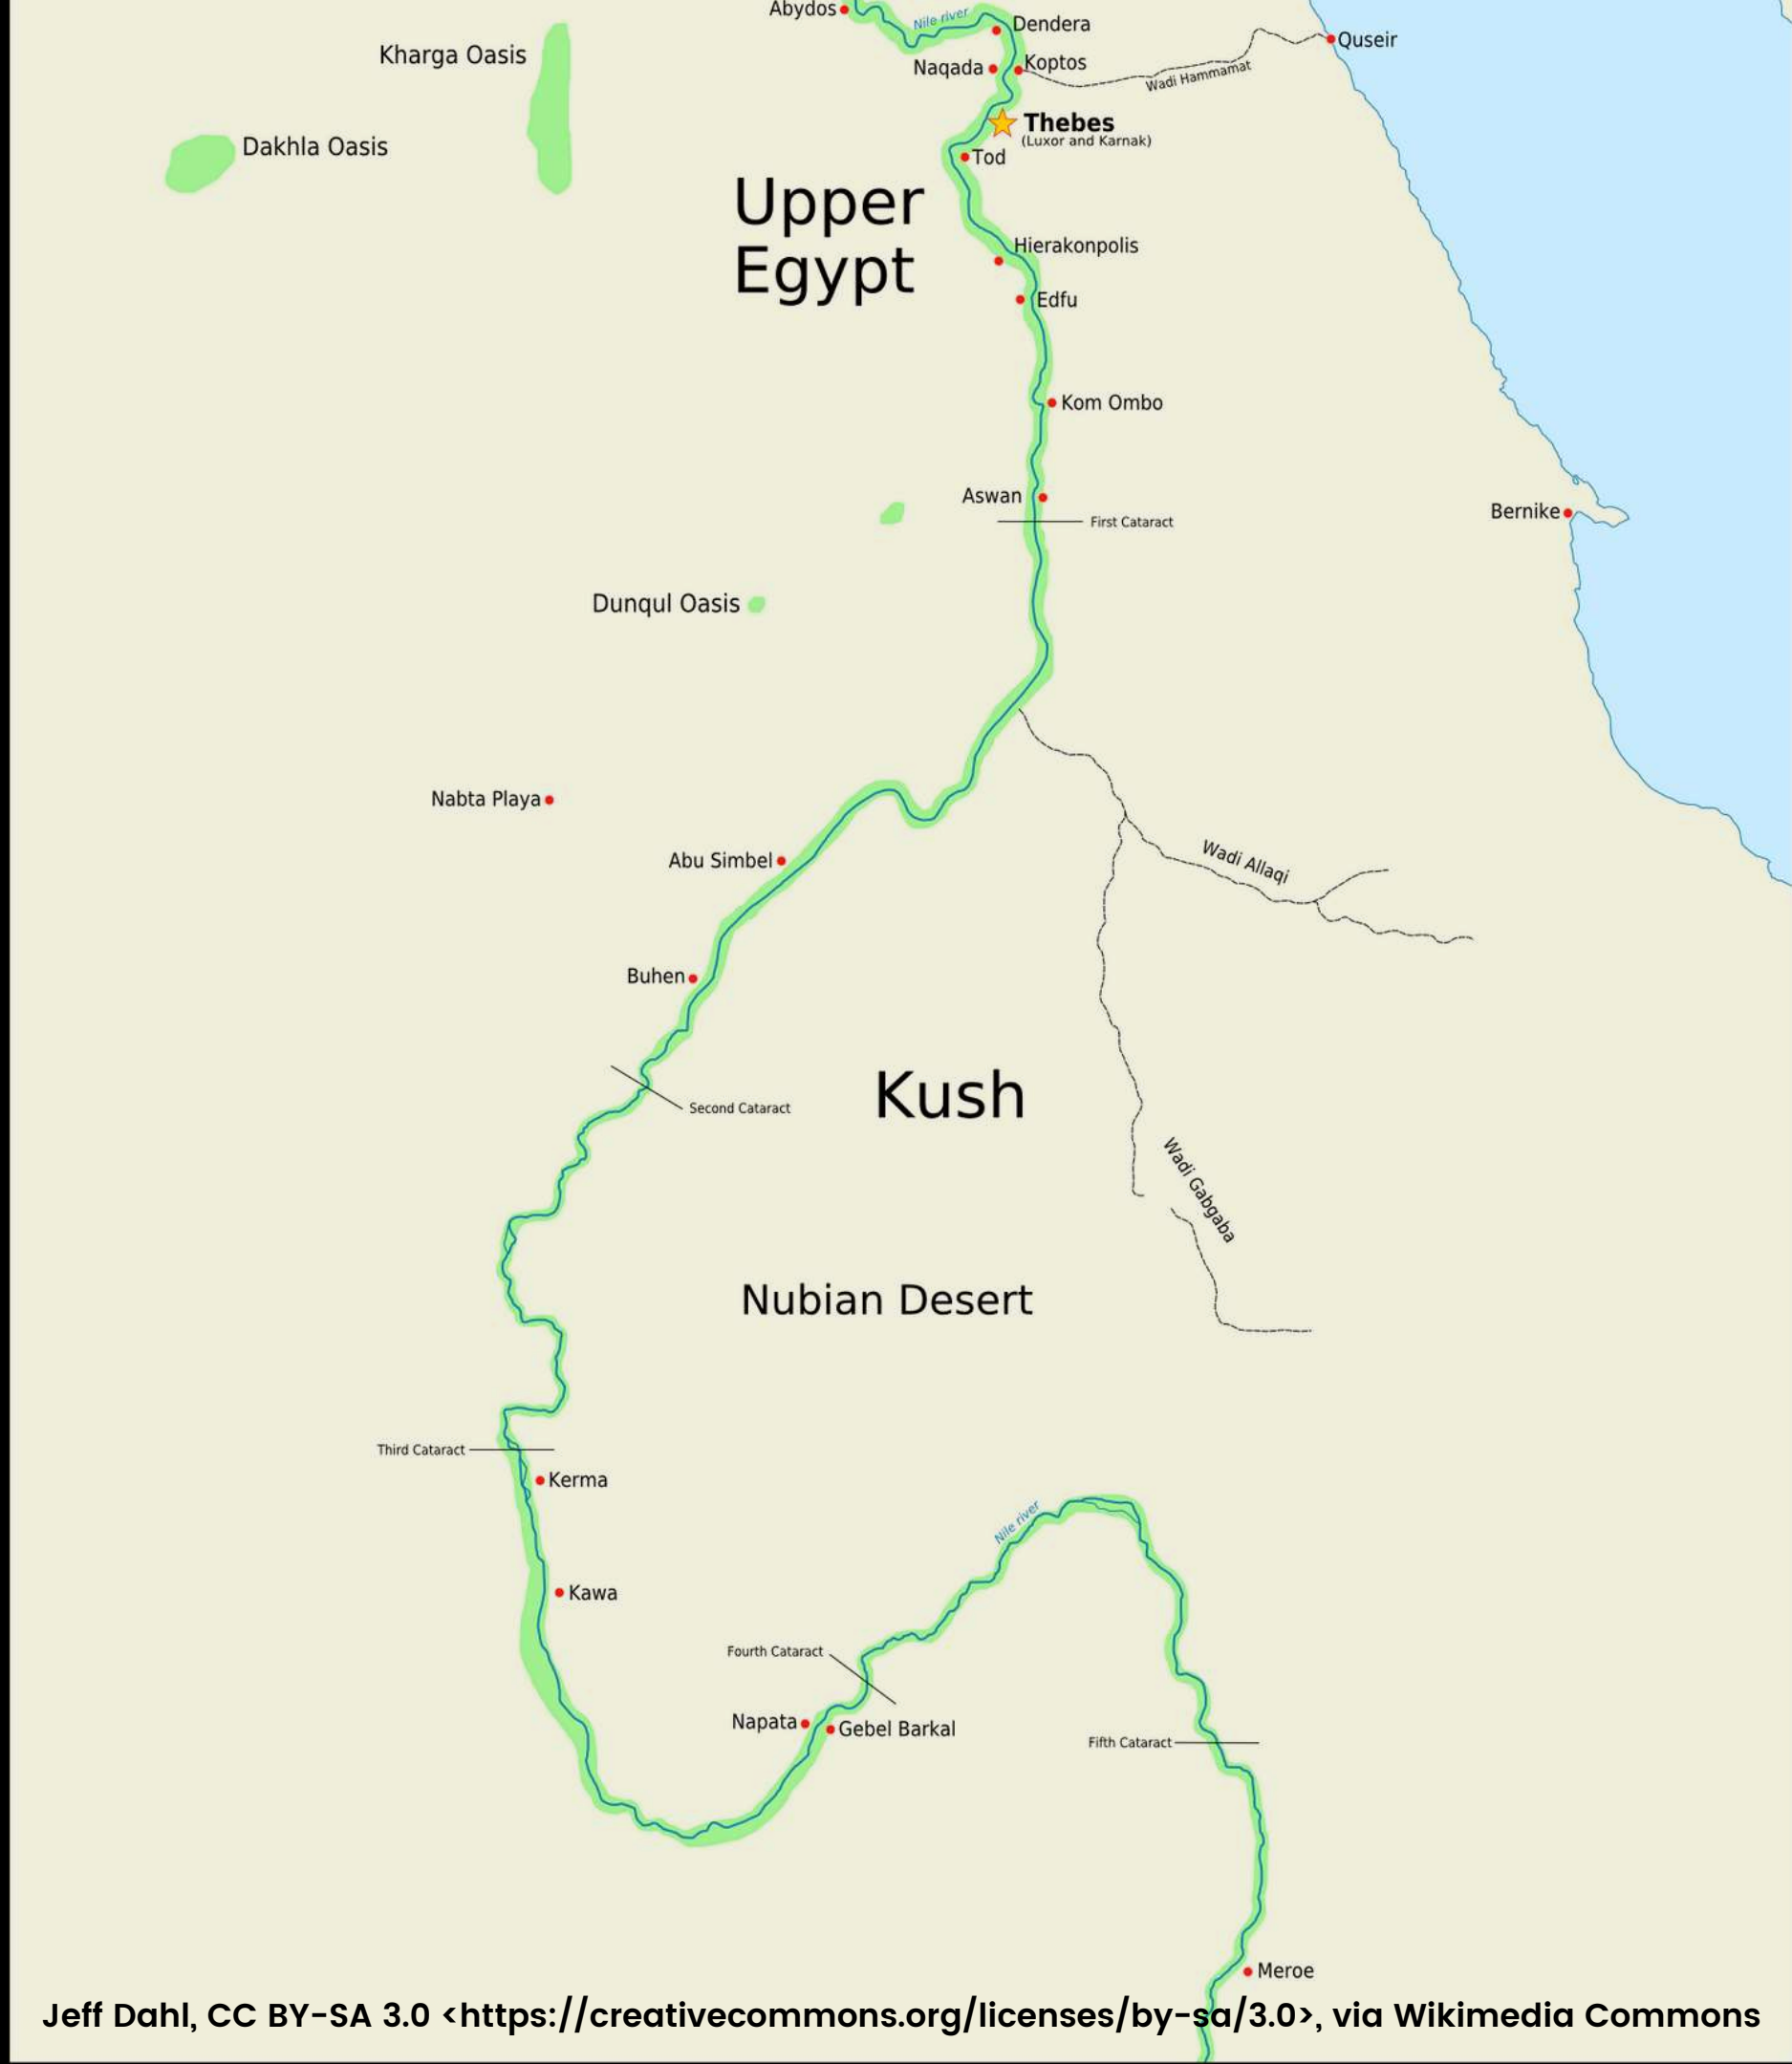 Abydos
Nile river
Dendera
Quseir
Kharga Oasis
Naqada
Koptos
Wadi Hammamat
Thebes
(Luxor and Karnak)
Dakhla Oasis
Tod
Upper
Egypt
Hierakonpolis
Edfu
Kom Ombo
Aswan
First Cataract
Bernike
Dunqul Oasis
Nabta Playa
Abu Simbel
Wadi Allaqi
Buhen
Second Cataract
Kush
Wadi Gabgaba
Nubian Desert
Third Cataract
Kerma
Nile river
Kawa
Fourth Cataract
Napata
Gebel Barkal
Fifth Cataract
Meroe
Jeff Dahl, CC BY-SA 3.0 <https://creativecommons.org/licenses/by-sa/3.0>, via Wikimedia Commons